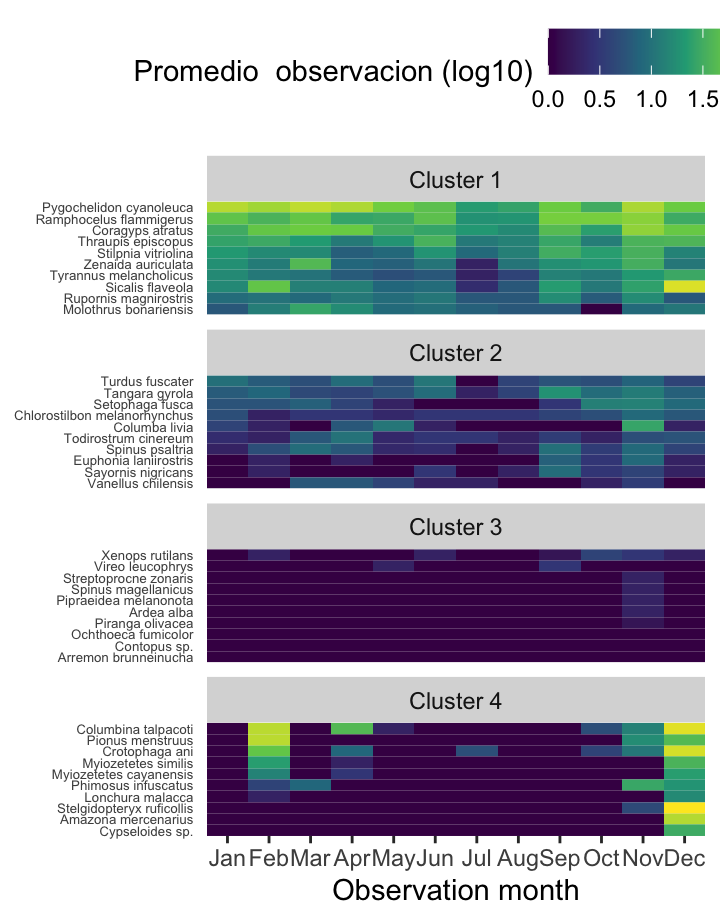 Promedio  observacion (log10)
0.0 0.5 1.0 1.5
Cluster 1
Pygochelidon cyanoleuca
Ramphocelus flammigerus
Coragyps atratus
Thraupis episcopus
Stilpnia vitriolina
Zenaida auriculata
Tyrannus melancholicus
Sicalis flaveola
Rupornis magnirostris
Molothrus bonariensis
Cluster 2
Turdus fuscater
Tangara gyrola
Setophaga fusca
Chlorostilbon melanorhynchus
Columba livia
Todirostrum cinereum
Spinus psaltria
Euphonia laniirostris
Sayornis nigricans
Vanellus chilensis
Cluster 3
Xenops rutilans
Vireo leucophrys
Streptoprocne zonaris
Spinus magellanicus
Pipraeidea melanonota
Ardea alba
Piranga olivacea
Ochthoeca fumicolor
Contopus sp.
Arremon brunneinucha
Cluster 4
Columbina talpacoti
Pionus menstruus
Crotophaga ani
Myiozetetes similis
Myiozetetes cayanensis
Phimosus infuscatus
Lonchura malacca
Stelgidopteryx ruficollis
Amazona mercenarius
Cypseloides sp.
Jan Feb Mar Apr May Jun Jul Aug Sep Oct Nov Dec
Observation month